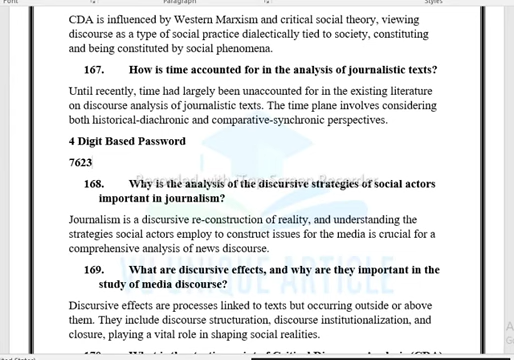 Font
Paragraph
Styles
CDA is influenced by Western Marxism and critical social theory, viewing
discourse as a type of social practice dialectically tied to society, constituting
and being constituted by social phenomena.
167. How is time accounted for in the analysis of journalistic texts?
Until recently, time had largely been unaccounted for in the existing literature
on discourse analysis of journalistic texts. The time plane involves considering
both historical-diachronic and comparative-synchronic perspectives.
4 Digit Based Password
7623
168. Why is the analysis of the discursive strategies of social actors
important in journalism?
Journalism is a discursive re-construction of reality, and understanding the
strategies social actors employ to construct issues for the media is crucial for a
comprehensive analysis of news discourse.
169. What are discursive effects, and why are they important in the
study of media discourse?
Discursive effects are processes linked to texts but occurring outside or above
them. They include discourse structuration, discourse institutionalization, and
closure, playing a vital role in shaping social realities.